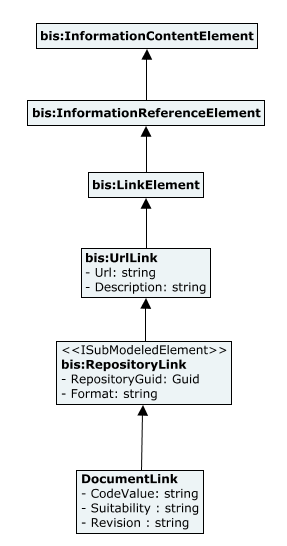 bis:InformationContentElement
bis:InformationReferenceElement
bis:LinkElement
bis:UrlLink
- Url: string
- Description: string
<<ISubModeledElement>>
bis:RepositoryLink
- RepositoryGuid: Guid
- Format: string
DocumentLink
- CodeValue: string
- Suitability : string
- Revision : string